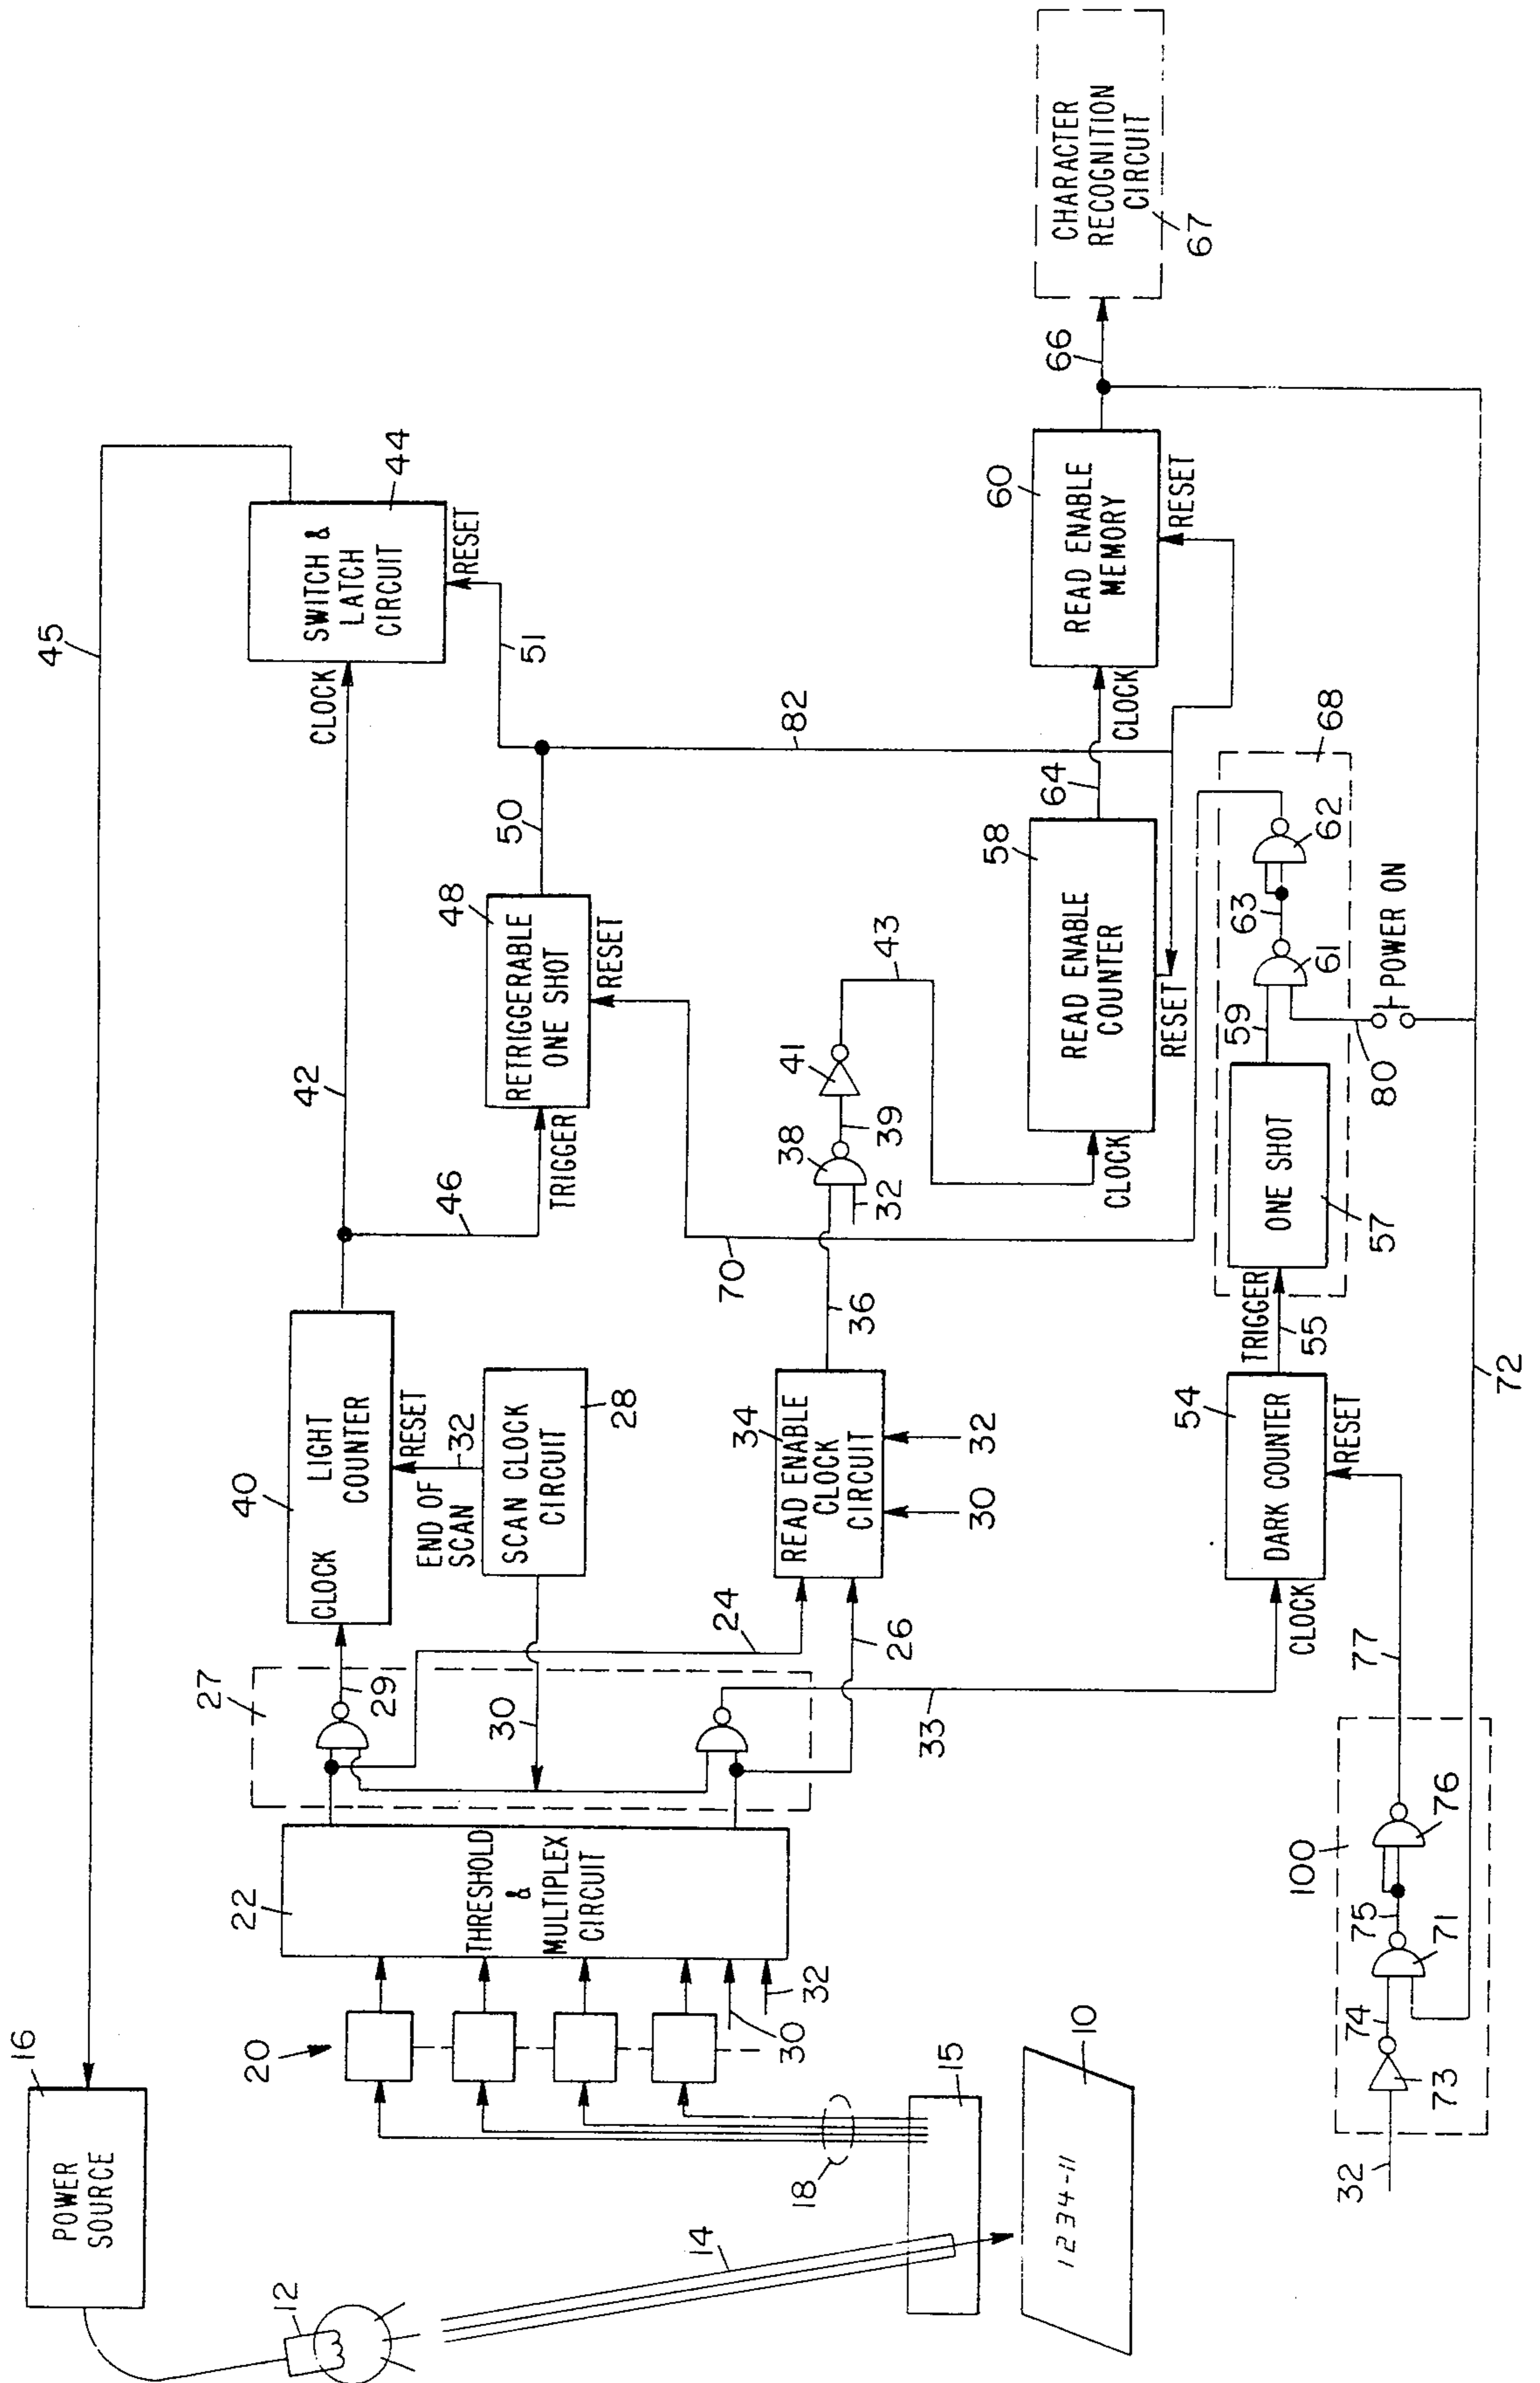 POWER
SOURCE
16
45
12
14
15
10
1234-11
18
20
30
32
22
THRESHOLD
&
MULTIPLEX
CIRCUIT
27
29
30
24
26
33
40
CLOCK
LIGHT
COUNTER
RESET
32
END OF
SCAN
SCAN CLOCK
CIRCUIT
28
42
46
CLOCK
SWITCH &
LATCH
CIRCUIT
44
RESET
51
48
RETRIGGERABLE
ONE SHOT
TRIGGER
RESET
50
82
34
READ ENABLE
CLOCK
CIRCUIT
30
32
36
38
32
39
41
43
70
58
READ ENABLE
COUNTER
CLOCK
RESET
64
60
READ ENABLE
MEMORY
CLOCK
RESET
66
CHARACTER
RECOGNITION
CIRCUIT
67
54
DARK COUNTER
CLOCK
RESET
TRIGGER
55
ONE SHOT
57
59
61
63
62
68
80
POWER ON
72
77
100
32
73
74
71
75
76